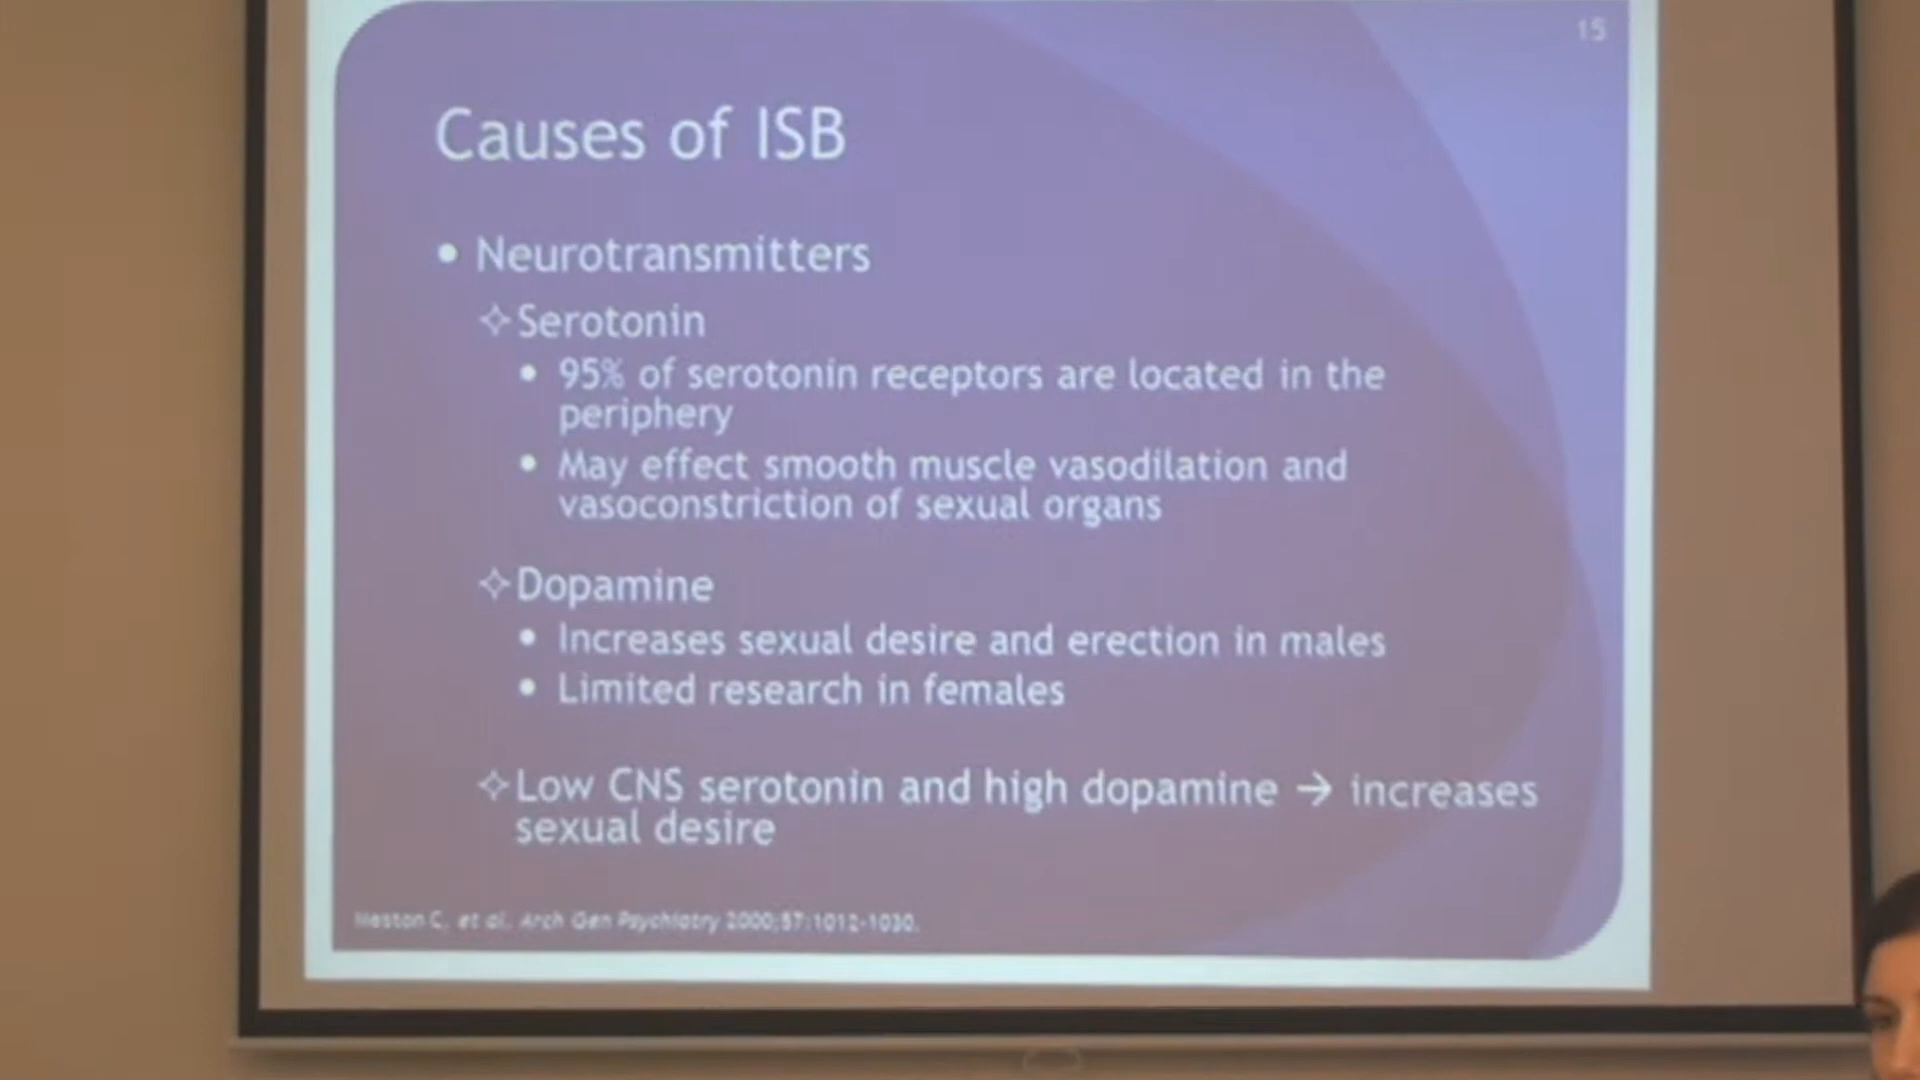 15
Causes of ISB
• Neurotransmitters
✧Serotonin
• 95% of serotonin receptors are located in the
periphery
• May effect smooth muscle vasodilation and
vasoconstriction of sexual organs
✧Dopamine
• Increases sexual desire and erection in males
• Limited research in females
✧Low CNS serotonin and high dopamine → increases
sexual desire
Meston C. et al. Arch Gen Psychiatry 2000;57:1012-1030.